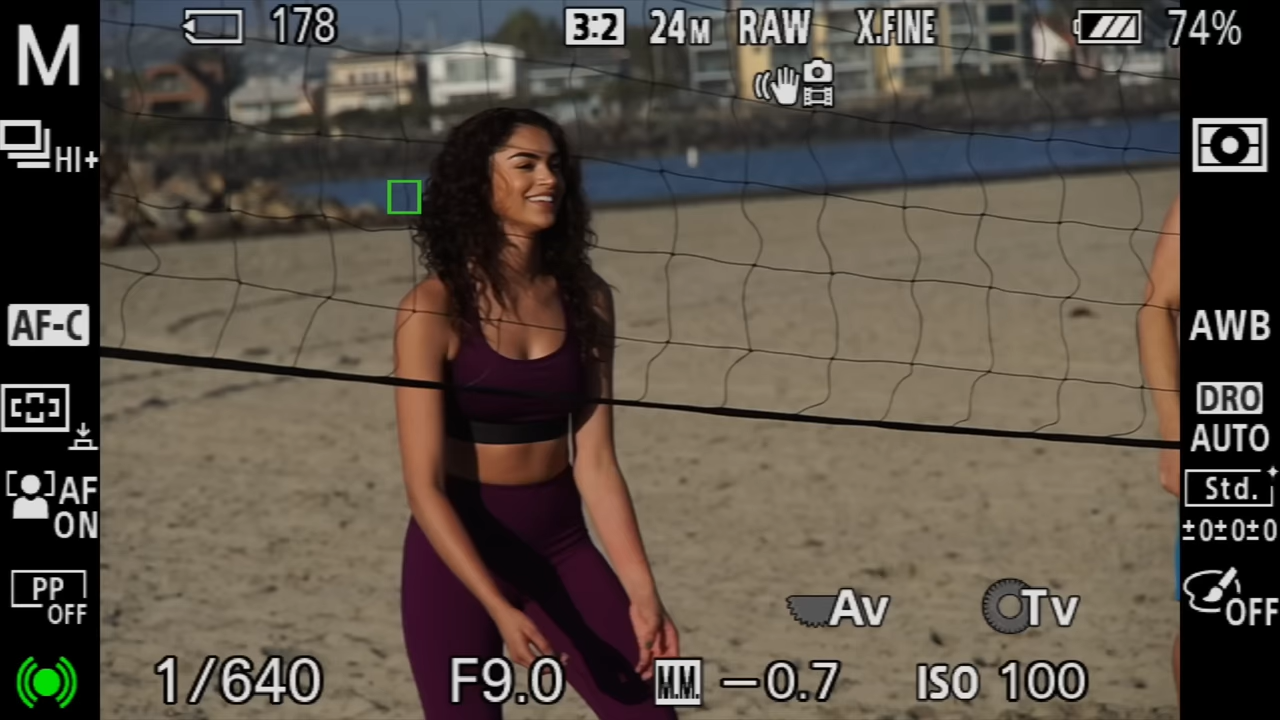 M 178 3:2 24M RAW X.FINE 74%
HI+
AF-C AWB
DRO
AUTO
AF
ON
Std.
±0±0±0
PP
OFF
OFF
Av Tv
1/640 F9.0 M.M. −0.7 ISO 100